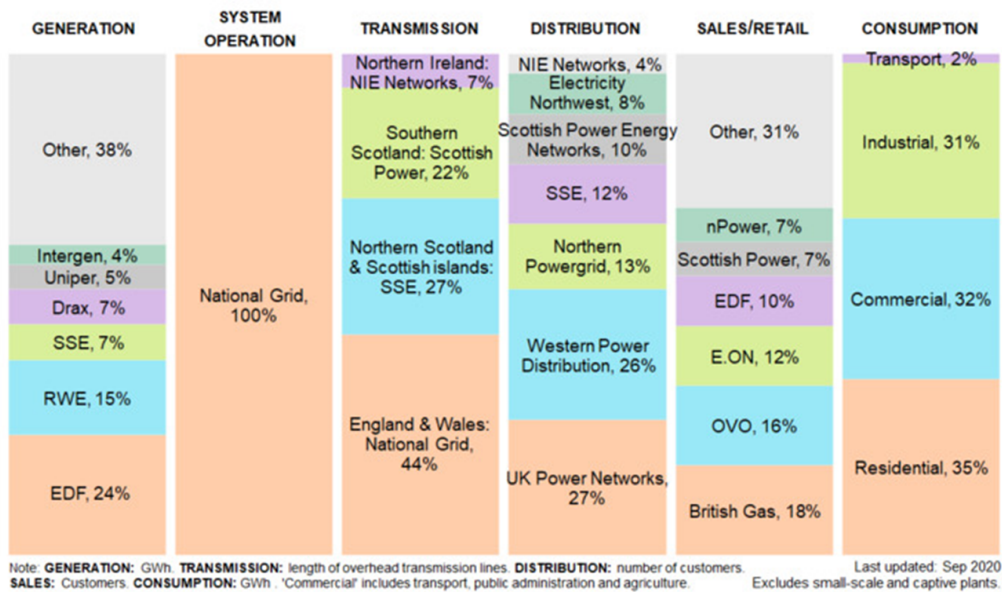 GENERATION
SYSTEM
OPERATION
TRANSMISSION
DISTRIBUTION
SALES/RETAIL
CONSUMPTION
Other, 38%
Intergen, 4%
Uniper, 5%
Drax, 7%
SSE, 7%
RWE, 15%
EDF, 24%
National Grid,
100%
Northern Ireland:
NIE Networks, 7%
Southern
Scotland: Scottish
Power, 22%
Northern Scotland
& Scottish islands:
SSE, 27%
England & Wales:
National Grid,
44%
NIE Networks, 4%
Electricity
Northwest, 8%
Scottish Power Energy
Networks, 10%
SSE, 12%
Northern
Powergrid, 13%
Western Power
Distribution, 26%
UK Power Networks,
27%
Other, 31%
nPower, 7%
Scottish Power, 7%
EDF, 10%
E.ON, 12%
OVO, 16%
British Gas, 18%
Transport, 2%
Industrial, 31%
Commercial, 32%
Residential, 35%
Note: GENERATION: GWh. TRANSMISSION: length of overhead transmission lines. DISTRIBUTION: number of customers.
SALES: Customers. CONSUMPTION: GWh . 'Commercial' includes transport, public administration and agriculture.
Last updated: Sep 2020
Excludes small-scale and captive plants.